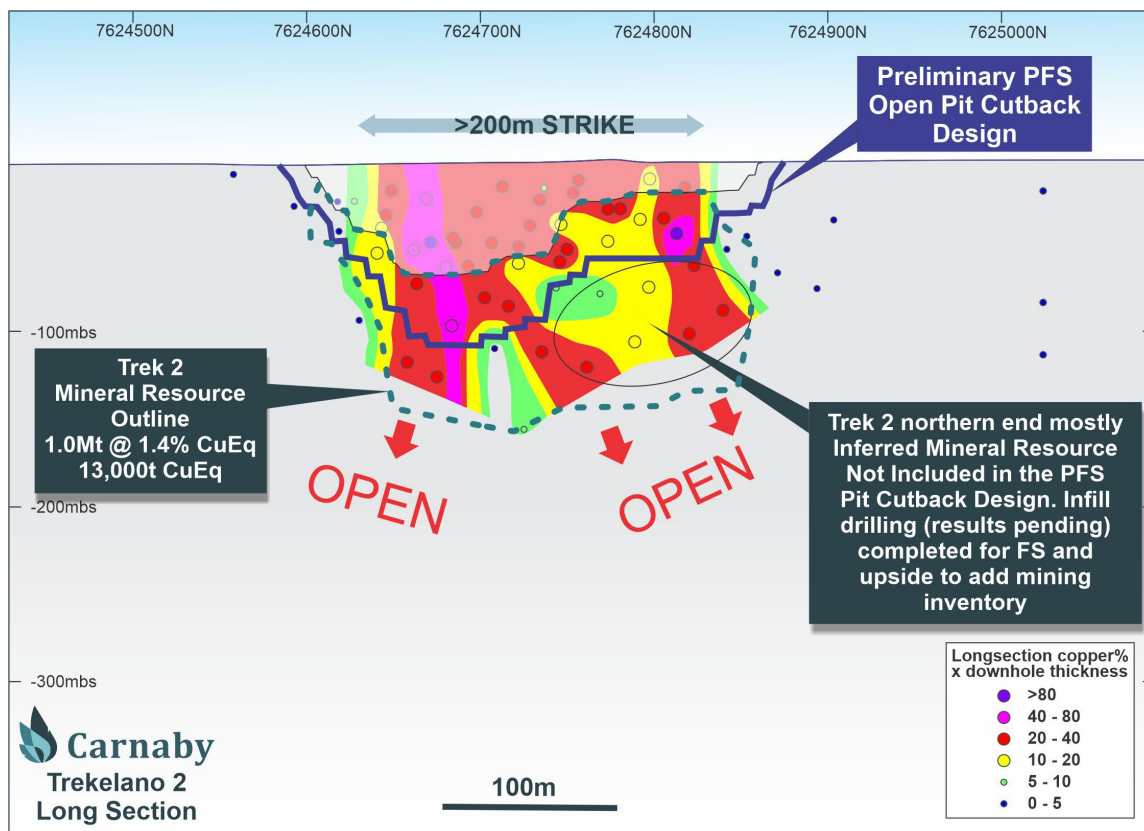 7624500N
7624600N
7624700N
7624800N
7624900N
7625000N
Preliminary PFS
Open Pit Cutback
Design
>200m STRIKE
-100mbs
Trek 2
Mineral Resource
Outline
1.0Mt @ 1.4% CuEq
13,000t CuEq
OPEN
OPEN
Trek 2 northern end mostly
Inferred Mineral Resource
Not Included in the PFS
Pit Cutback Design. Infill
drilling (results pending)
completed for FS and
upside to add mining
inventory
-200mbs
-300mbs
Longsection copper%
x downhole thickness
>80
40 - 80
20 - 40
10 - 20
5 - 10
0 - 5
Carnaby
Trekelano 2
Long Section
100m